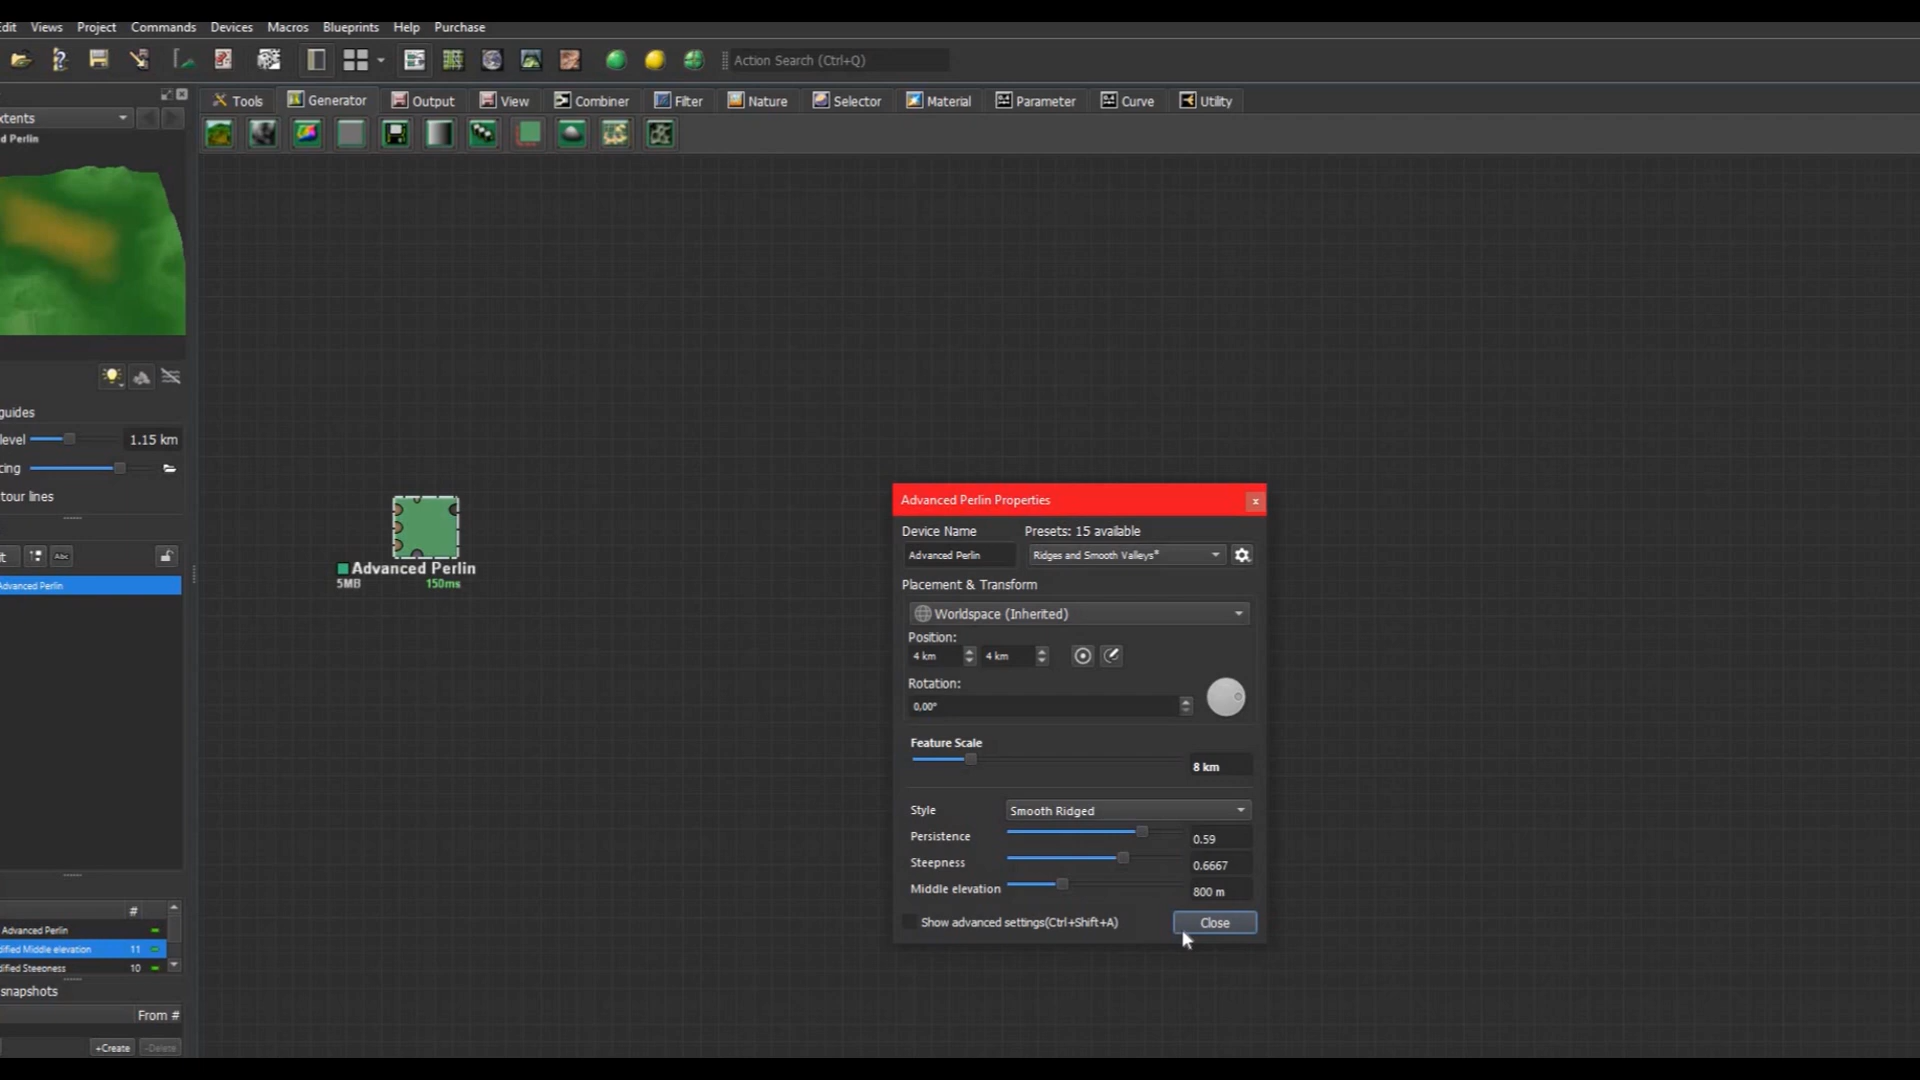 Edit Views Project Commands Devices Macros Blueprints Help Purchase
Action Search (Ctrl+Q)
Tools Generator Output View Combiner Filter Nature Selector Material Parameter Curve Utility
xtents
d Perlin
guides
level 1.15 km
cing
tour lines
t Abc
Advanced Perlin
#
Advanced Perlin
dified Middle elevation 11
dified Steepness 10
snapshots
From #
+Create -Delete
Advanced Perlin
5MB 150ms
Advanced Perlin Properties x
Device Name Presets: 15 available
Advanced Perlin Ridges and Smooth Valleys*
Placement & Transform
Worldspace (Inherited)
Position:
4 km 4 km
Rotation:
0,00°
Feature Scale
8 km
Style Smooth Ridged
Persistence 0.59
Steepness 0.6667
Middle elevation 800 m
Show advanced settings(Ctrl+Shift+A) Close